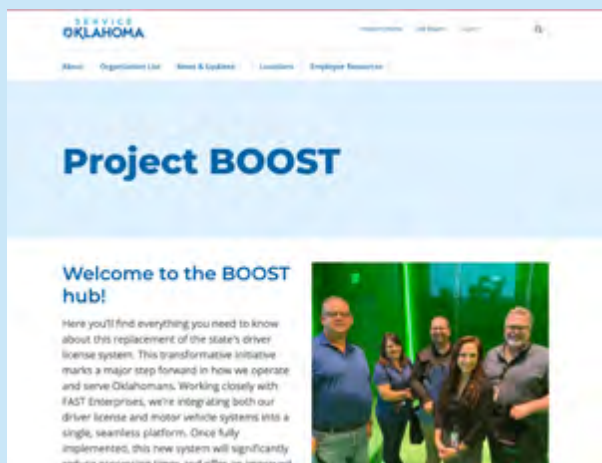 SERVICE
OKLAHOMA
About Organization List News & Updates Locations Employee Resources
Project BOOST
Welcome to the BOOST
hub!
Here you'll find everything you need to know
about this replacement of the state's driver
license system. This transformative initiative
marks a major step forward in how we operate
and serve Oklahomans. Working closely with
FAST Enterprises, we're integrating both our
driver license and motor vehicle systems into a
single, seamless platform. Once fully
implemented, this new system will significantly